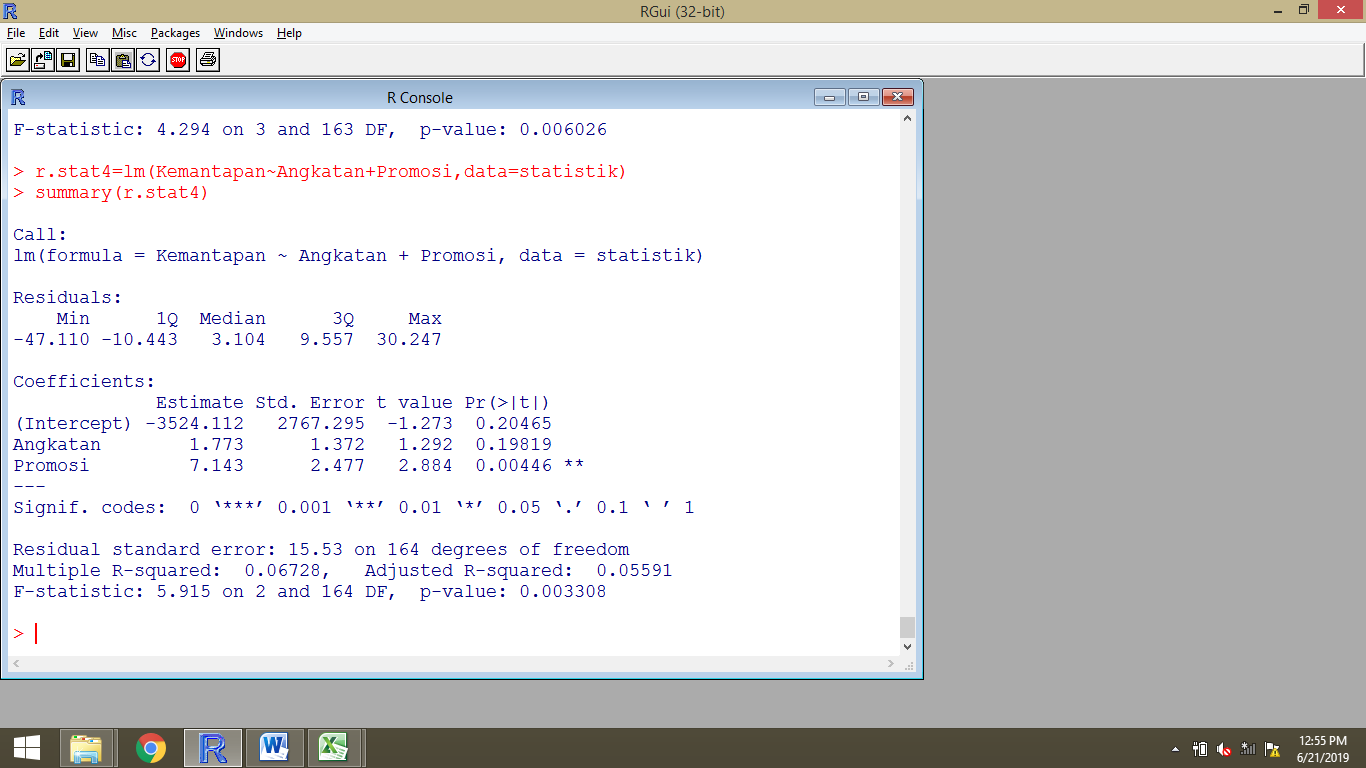 RGui (32-bit)
File Edit View Misc Packages Windows Help
STOP
R Console
F-statistic: 4.294 on 3 and 163 DF,  p-value: 0.006026
> r.stat4=lm(Kemantapan~Angkatan+Promosi,data=statistik)
> summary(r.stat4)
Call:
lm(formula = Kemantapan ~ Angkatan + Promosi, data = statistik)
Residuals:
    Min      1Q  Median      3Q     Max
-47.110 -10.443   3.104   9.557  30.247
Coefficients:
             Estimate Std. Error t value Pr(>|t|)
(Intercept) -3524.112   2767.295  -1.273  0.20465
Angkatan        1.773      1.372   1.292  0.19819
Promosi         7.143      2.477   2.884  0.00446 **
---
Signif. codes:  0 ‘***’ 0.001 ‘**’ 0.01 ‘*’ 0.05 ‘.’ 0.1 ‘ ’ 1
Residual standard error: 15.53 on 164 degrees of freedom
Multiple R-squared:  0.06728,   Adjusted R-squared:  0.05591
F-statistic: 5.915 on 2 and 164 DF,  p-value: 0.003308
>
12:55 PM
6/21/2019